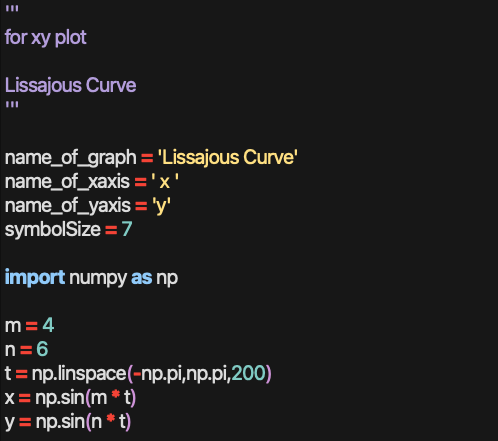 '''
for xy plot
Lissajous Curve
'''
name_of_graph = 'Lissajous Curve'
name_of_xaxis = ' x '
name_of_yaxis = 'y'
symbolSize = 7
import numpy as np
m = 4
n = 6
t = np.linspace(-np.pi,np.pi,200)
x = np.sin(m * t)
y = np.sin(n * t)